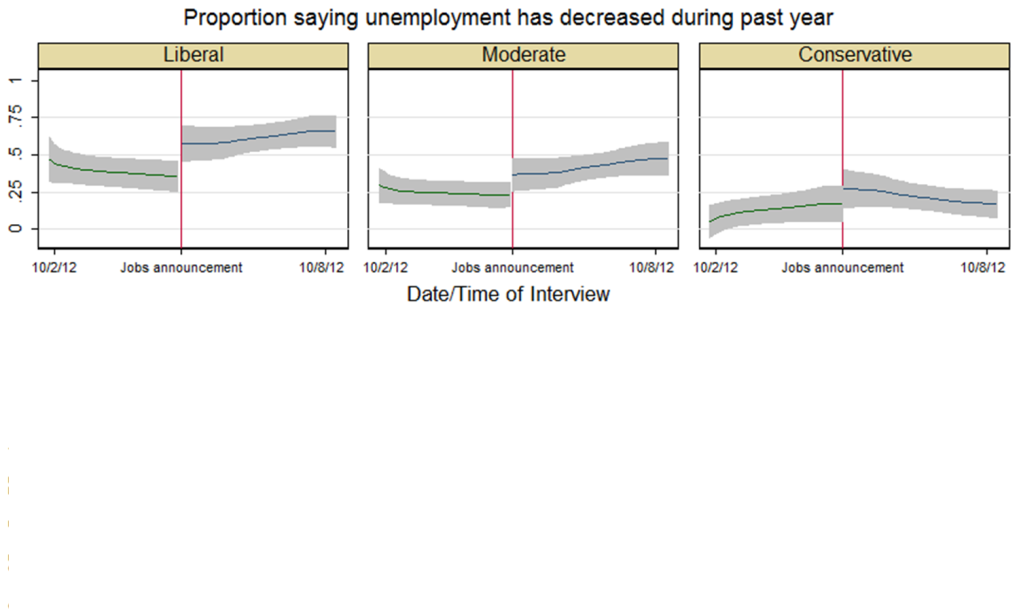 Proportion saying unemployment has decreased during past year
Liberal Moderate Conservative
1
.75
.5
.25
0
10/2/12 Jobs announcement 10/8/12 10/2/12 Jobs announcement 10/8/12 10/2/12 Jobs announcement 10/8/12
Date/Time of Interview